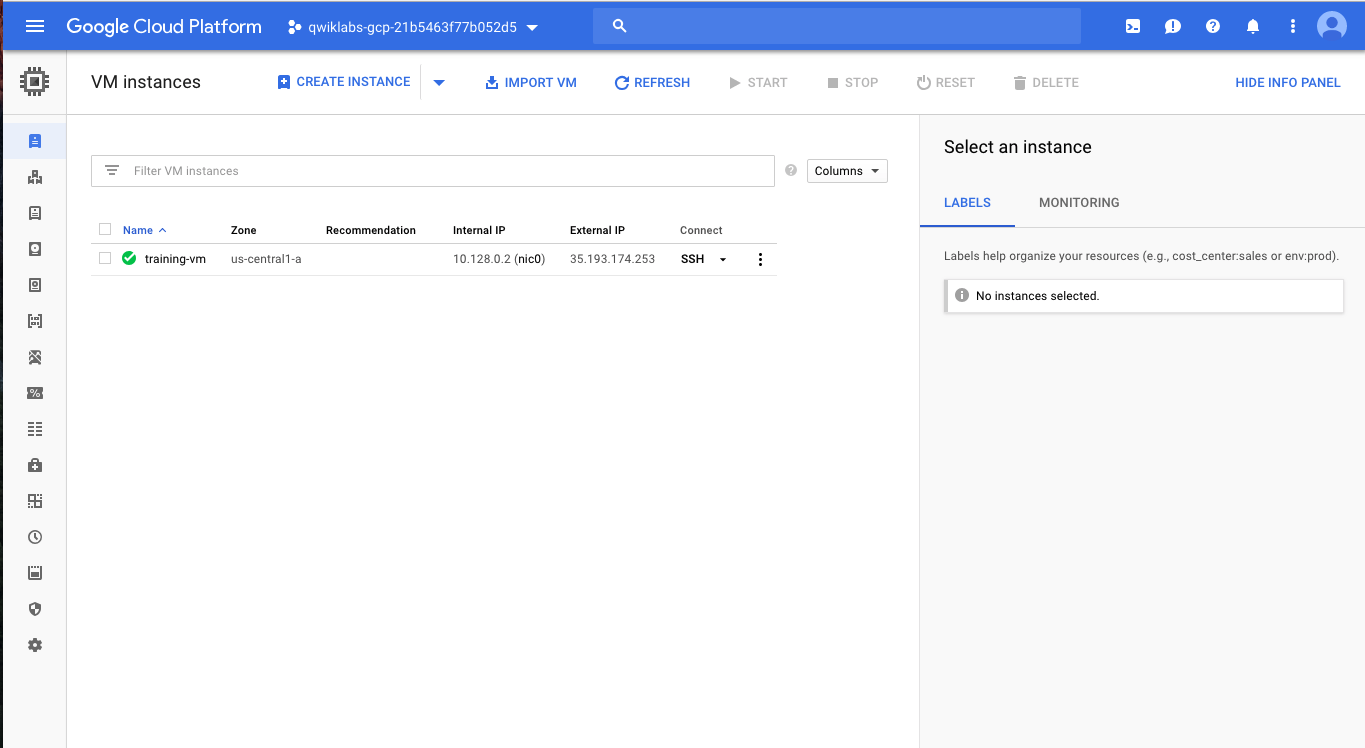 Google Cloud Platform qwiklabs-gcp-21b5463f77b052d5
VM instances CREATE INSTANCE IMPORT VM REFRESH START STOP RESET DELETE HIDE INFO PANEL
Filter VM instances Columns
Name Zone Recommendation Internal IP External IP Connect
training-vm us-central1-a 10.128.0.2 (nic0) 35.193.174.253 SSH
Select an instance
LABELS MONITORING
Labels help organize your resources (e.g., cost_center:sales or env:prod).
No instances selected.